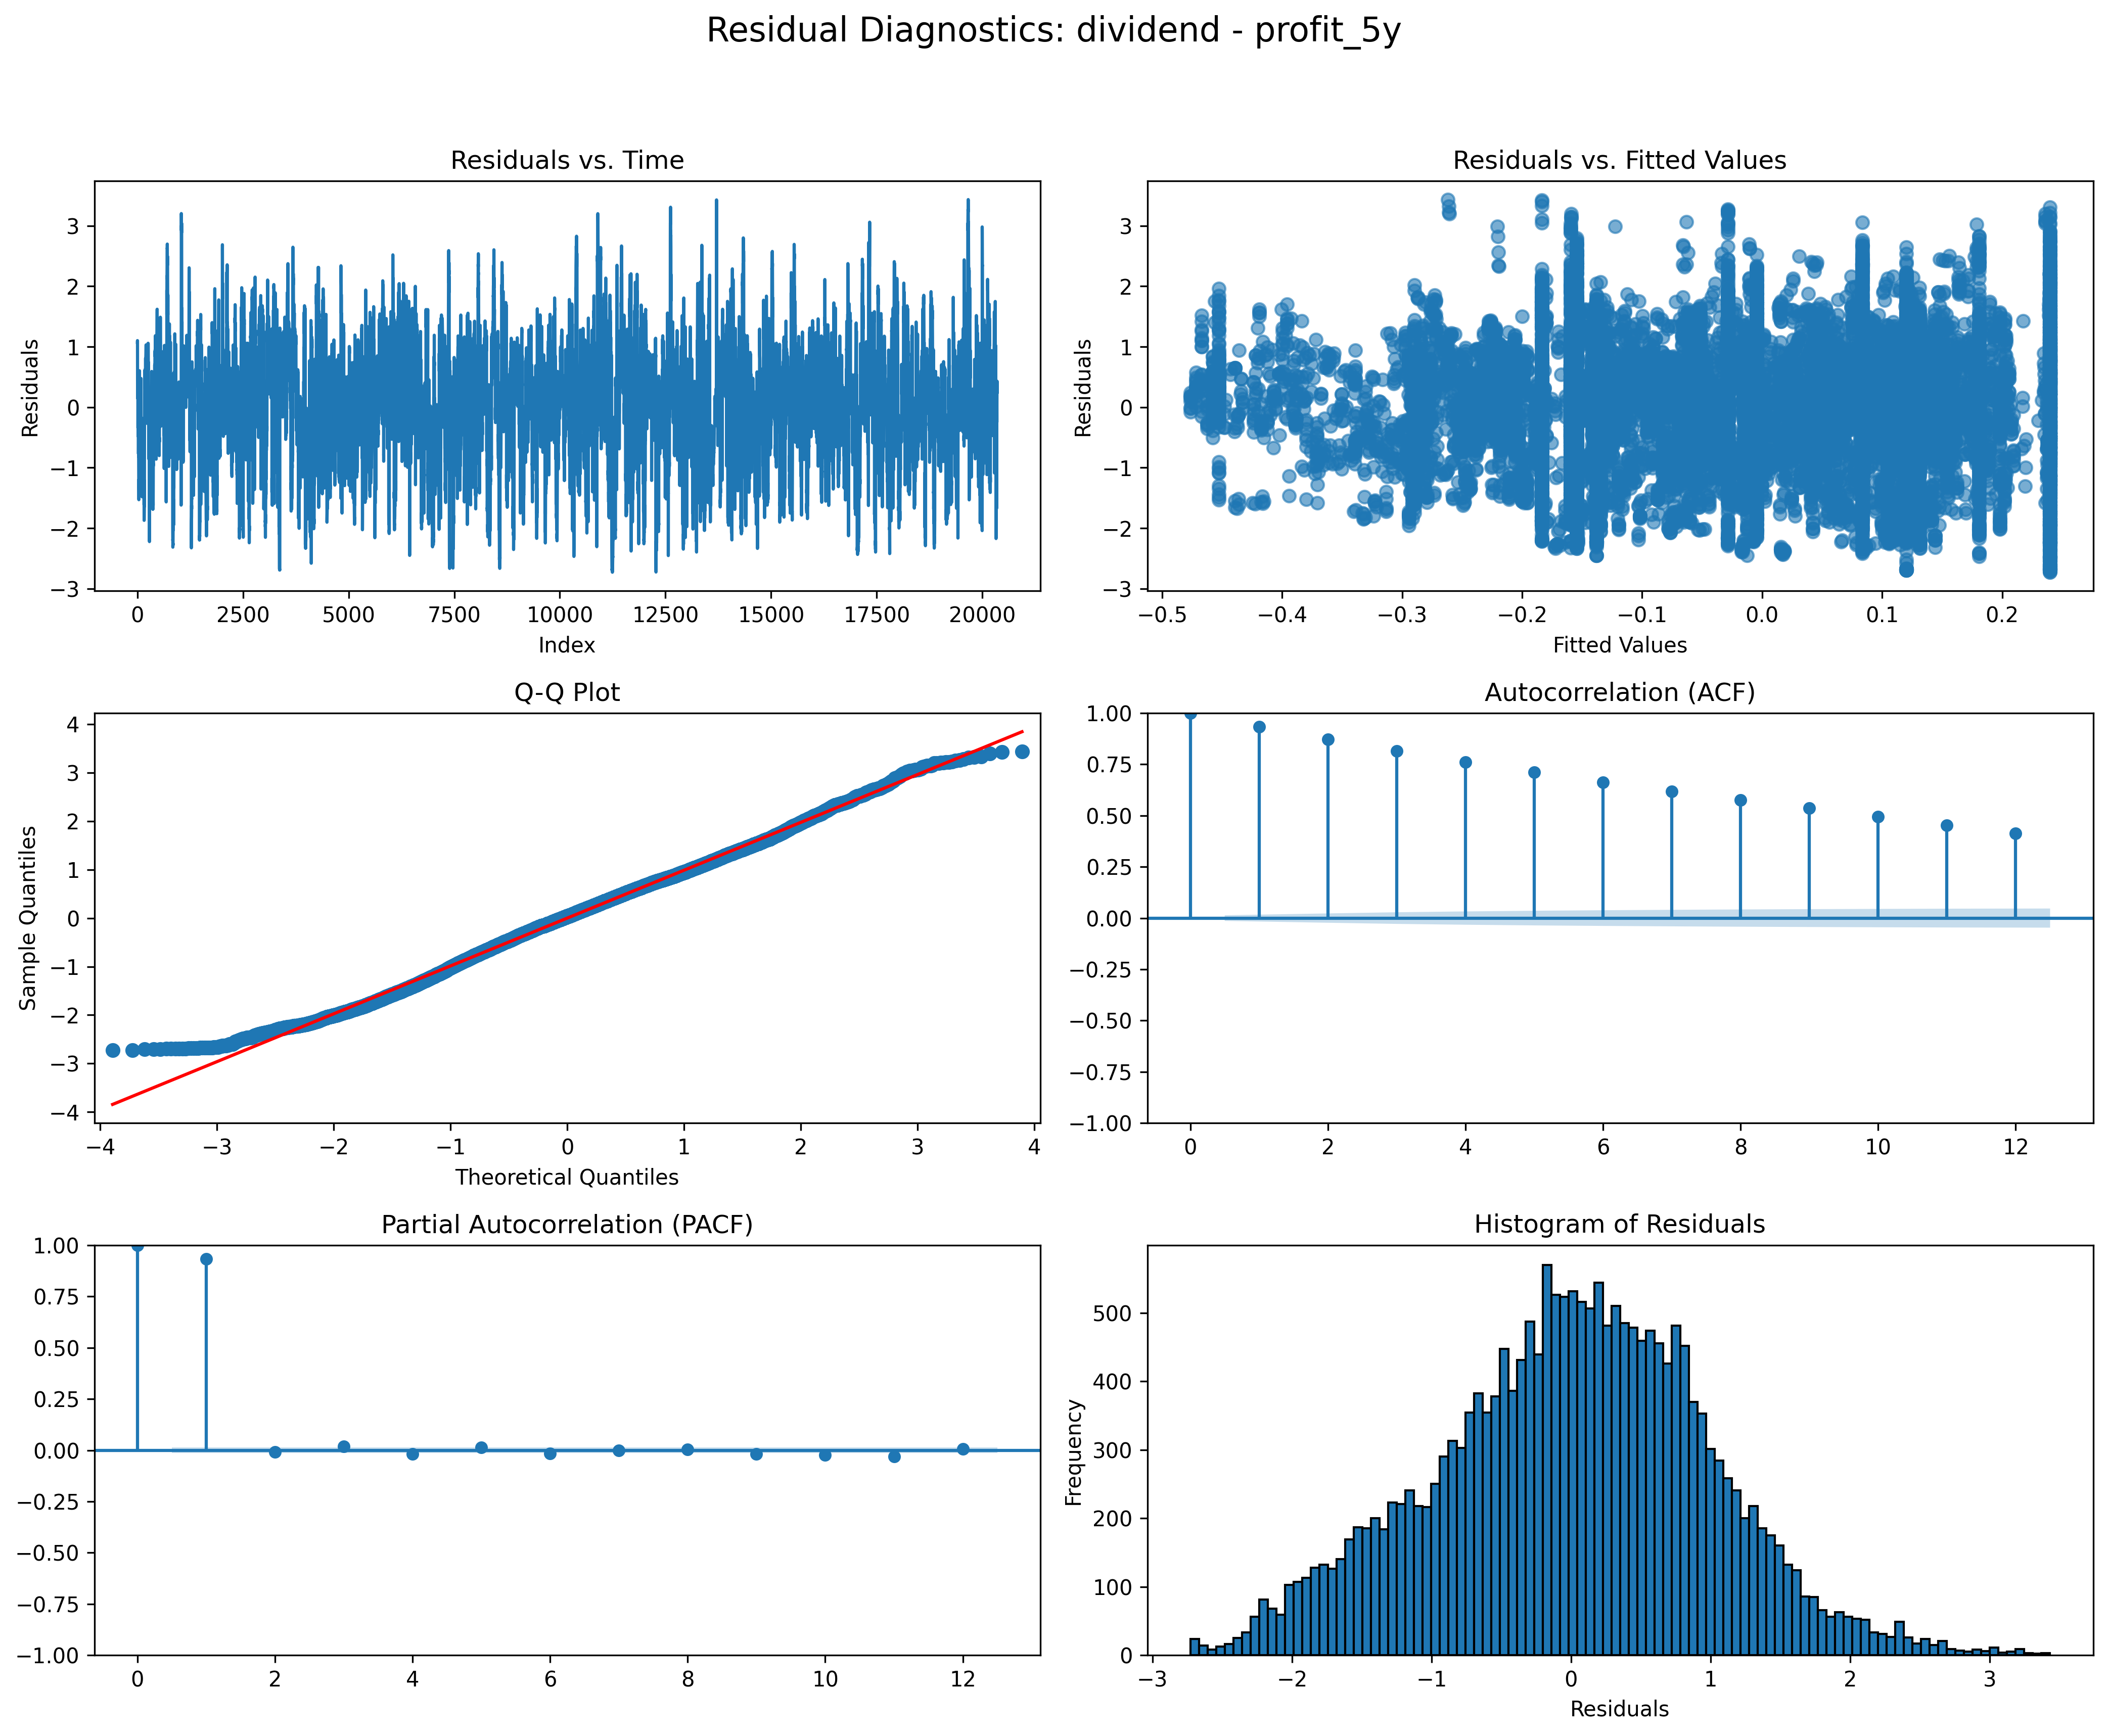 Residual Diagnostics: dividend - profit_5y
Residuals vs. Time
3
2
1
0
−1
−2
−3
Residuals
0 2500 5000 7500 10000 12500 15000 17500 20000
Index
Residuals vs. Fitted Values
3
2
1
0
−1
−2
−3
Residuals
−0.5 −0.4 −0.3 −0.2 −0.1 0.0 0.1 0.2
Fitted Values
Q-Q Plot
4
3
2
1
0
−1
−2
−3
−4
Sample Quantiles
−4 −3 −2 −1 0 1 2 3 4
Theoretical Quantiles
Autocorrelation (ACF)
1.00
0.75
0.50
0.25
0.00
−0.25
−0.50
−0.75
−1.00
0 2 4 6 8 10 12
Partial Autocorrelation (PACF)
1.00
0.75
0.50
0.25
0.00
−0.25
−0.50
−0.75
−1.00
0 2 4 6 8 10 12
Histogram of Residuals
500
400
300
200
100
0
Frequency
−3 −2 −1 0 1 2 3
Residuals